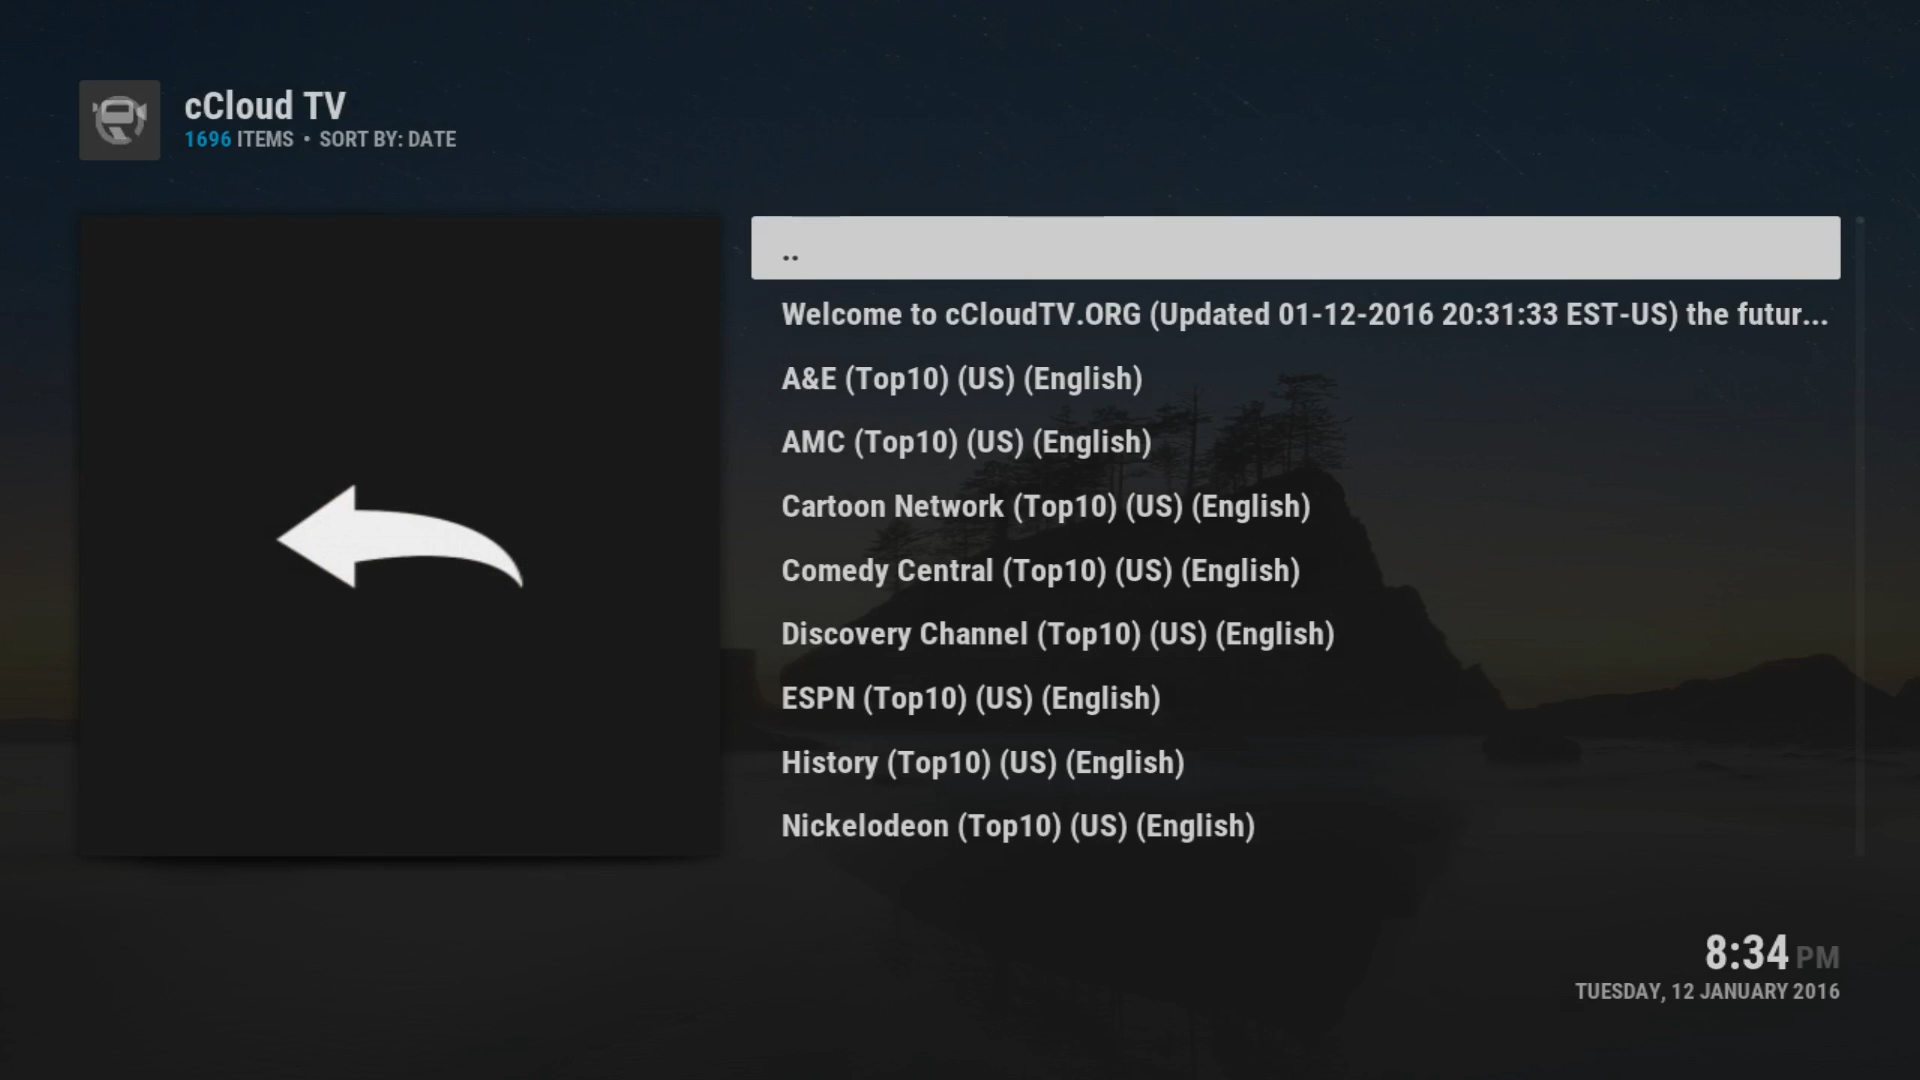 cCloud TV
1696 ITEMS • SORT BY: DATE
..
Welcome to cCloudTV.ORG (Updated 01-12-2016 20:31:33 EST-US) the futur...
A&E (Top10) (US) (English)
AMC (Top10) (US) (English)
Cartoon Network (Top10) (US) (English)
Comedy Central (Top10) (US) (English)
Discovery Channel (Top10) (US) (English)
ESPN (Top10) (US) (English)
History (Top10) (US) (English)
Nickelodeon (Top10) (US) (English)
8:34 PM
TUESDAY, 12 JANUARY 2016